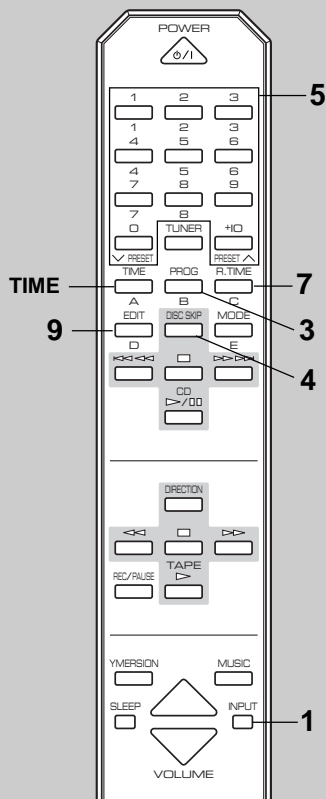 POWER
⏻/I
1 2 3
5
1 2 3
4 5 6
4 5 6
7 8 9
7 8
0 TUNER +10
PRESET PRESET
TIME TIME PROG R.TIME
7
A B C
9 EDIT DISC SKIP MODE
3
D E
4
CD
DIRECTION
TAPE
REC/PAUSE
YMERSION MUSIC
SLEEP INPUT
1
VOLUME